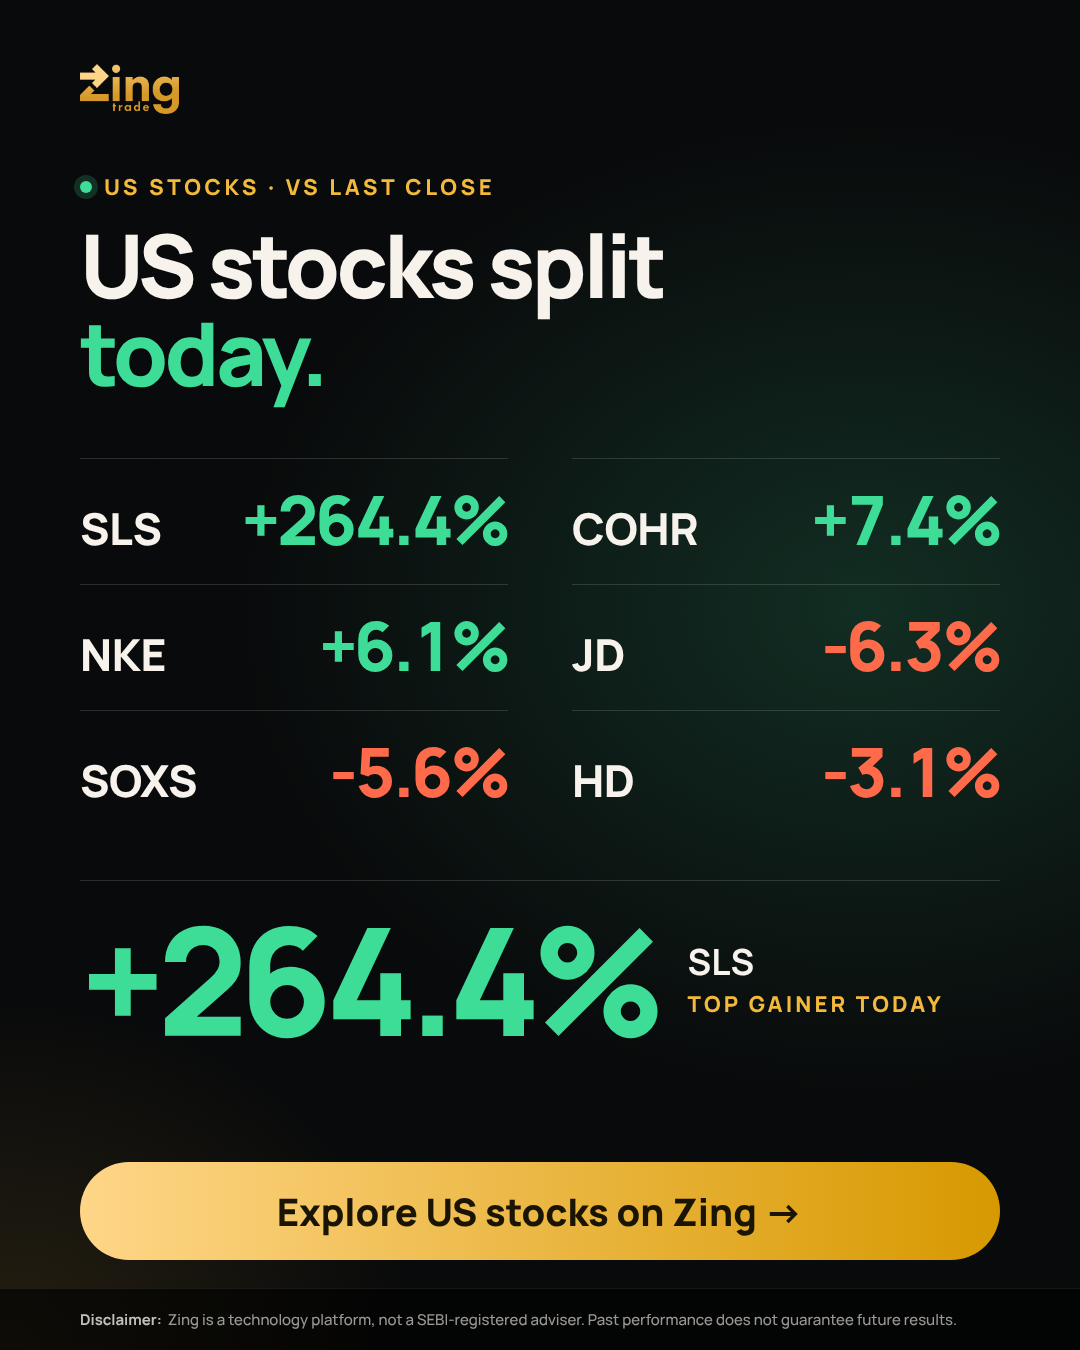 Zing
trade
US STOCKS · VS LAST CLOSE
US stocks split
today.
SLS +264.4%
COHR +7.4%
NKE +6.1%
JD -6.3%
SOXS -5.6%
HD -3.1%
+264.4%
SLS
TOP GAINER TODAY
Explore US stocks on Zing →
Disclaimer: Zing is a technology platform, not a SEBI-registered adviser. Past performance does not guarantee future results.